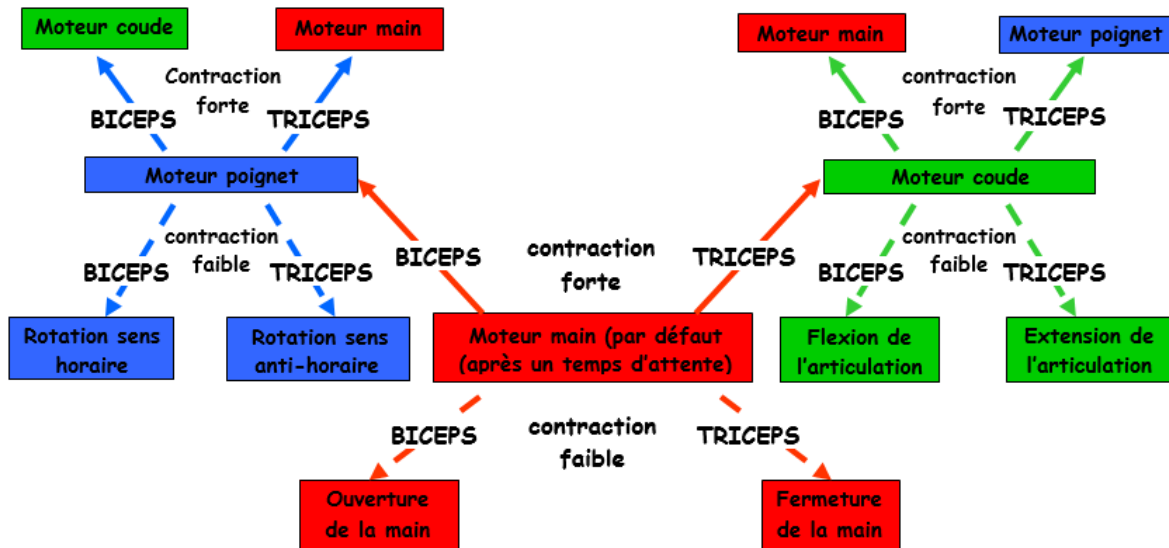 Moteur coude
Moteur main
Moteur main
Moteur poignet
Contraction
forte
contraction
forte
BICEPS
TRICEPS
BICEPS
TRICEPS
Moteur poignet
Moteur coude
contraction
faible
contraction
faible
BICEPS
TRICEPS
BICEPS
contraction
forte
TRICEPS
BICEPS
TRICEPS
Rotation sens
horaire
Rotation sens
anti-horaire
Moteur main (par défaut
(après un temps d'attente)
Flexion de
l'articulation
Extension de
l'articulation
BICEPS
contraction
faible
TRICEPS
Ouverture
de la main
Fermeture
de la main